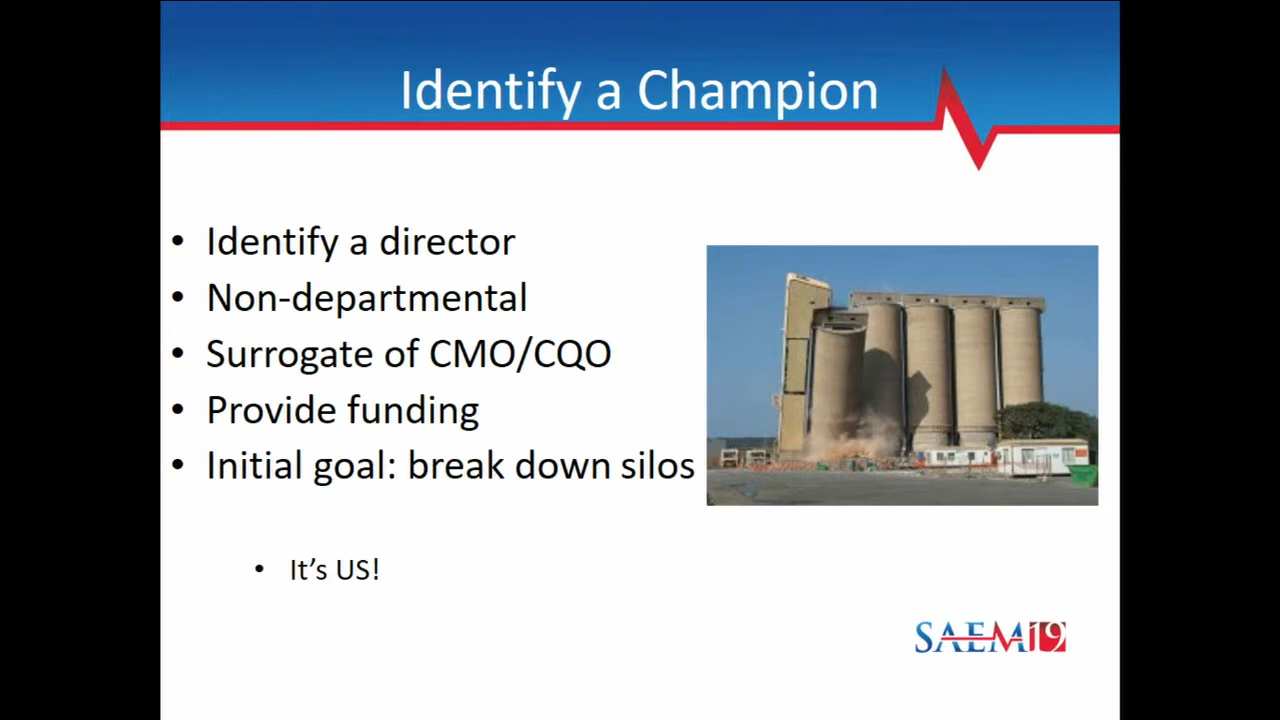 Identify a Champion
• Identify a director
• Non-departmental
• Surrogate of CMO/CQO
• Provide funding
• Initial goal: break down silos
• It’s US!
SAEM19